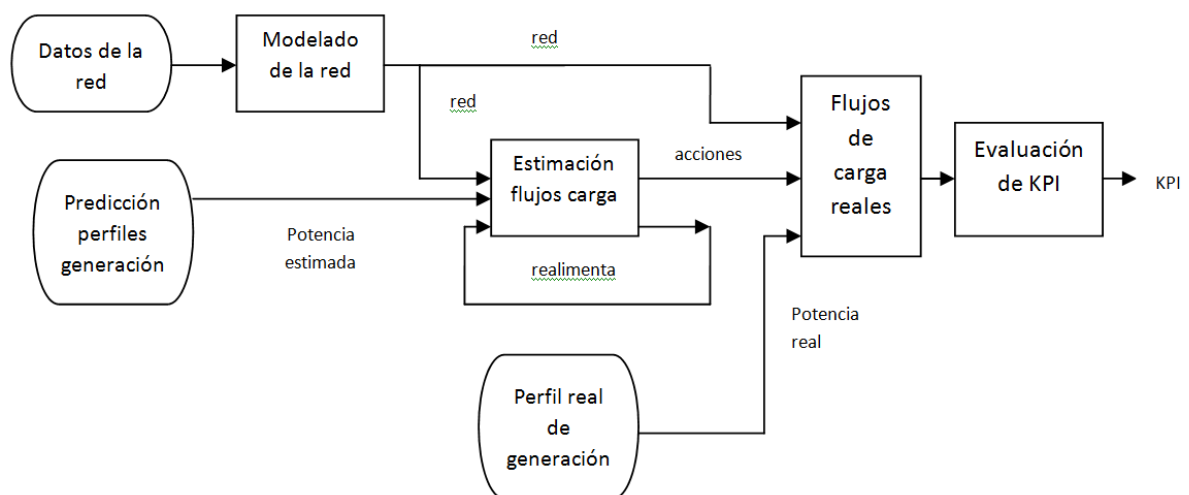 Datos de la
red
Modelado
de la red
red
red
Flujos
de
carga
reales
Estimación
flujos carga
acciones
Evaluación
de KPI
KPI
Predicción
perfiles
generación
Potencia
estimada
realimenta
Potencia
real
Perfil real
de
generación